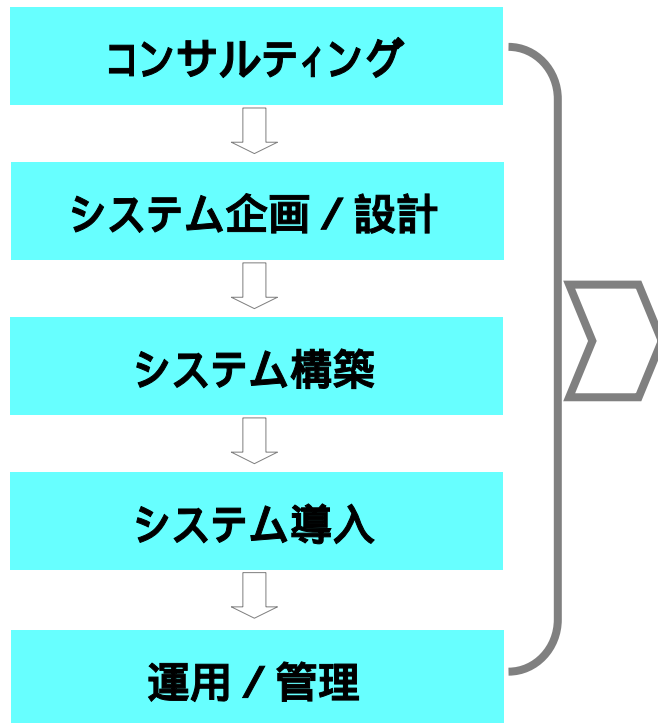 コンサルティング
システム企画 / 設計
システム構築
システム導入
運用 / 管理